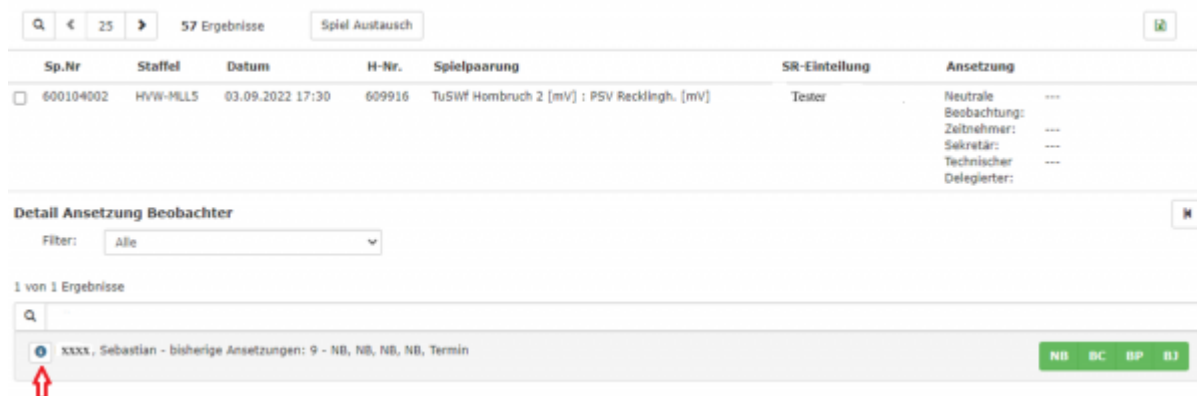 25 57 Ergebnisse Spiel Austausch
Sp.Nr Staffel Datum H-Nr. Spielpaarung SR-Einteilung Ansetzung
600104002 HVW-MLL5 03.09.2022 17:30 609916 TuSWf Hombruch 2 [mV] : PSV Recklingh. [mV] Tester Neutrale ---
Beobachtung:
Zeitnehmer: ---
Sekretär: ---
Technischer ---
Delegierter:
Detail Ansetzung Beobachter
Filter: Alle
1 von 1 Ergebnisse
xxxx, Sebastian - bisherige Ansetzungen: 9 - NB, NB, NB, NB, Termin NB BC BP BJ